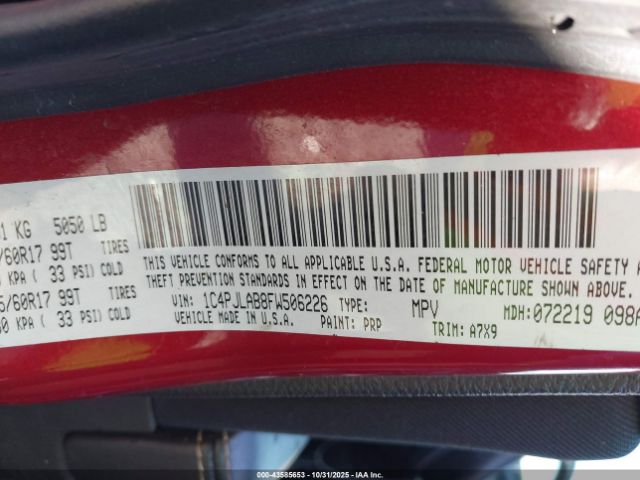 1 KG 5050 LB
/60R17 99T TIRES
KPA ( 33 PSI) COLD
/60R17 99T TIRES
0 KPA ( 33 PSI) COLD
THIS VEHICLE CONFORMS TO ALL APPLICABLE U.S.A. FEDERAL MOTOR VEHICLE SAFETY
THEFT PREVENTION STANDARDS IN EFFECT ON THE DATE OF MANUFACTURE SHOWN ABOVE.
VIN: 1C4PJLAB8FW506226 TYPE: MPV MDH: 072219 098
VEHICLE MADE IN U.S.A. PAINT: PRP TRIM: A7X9
000-43585653 - 10/31/2025 - IAA Inc.